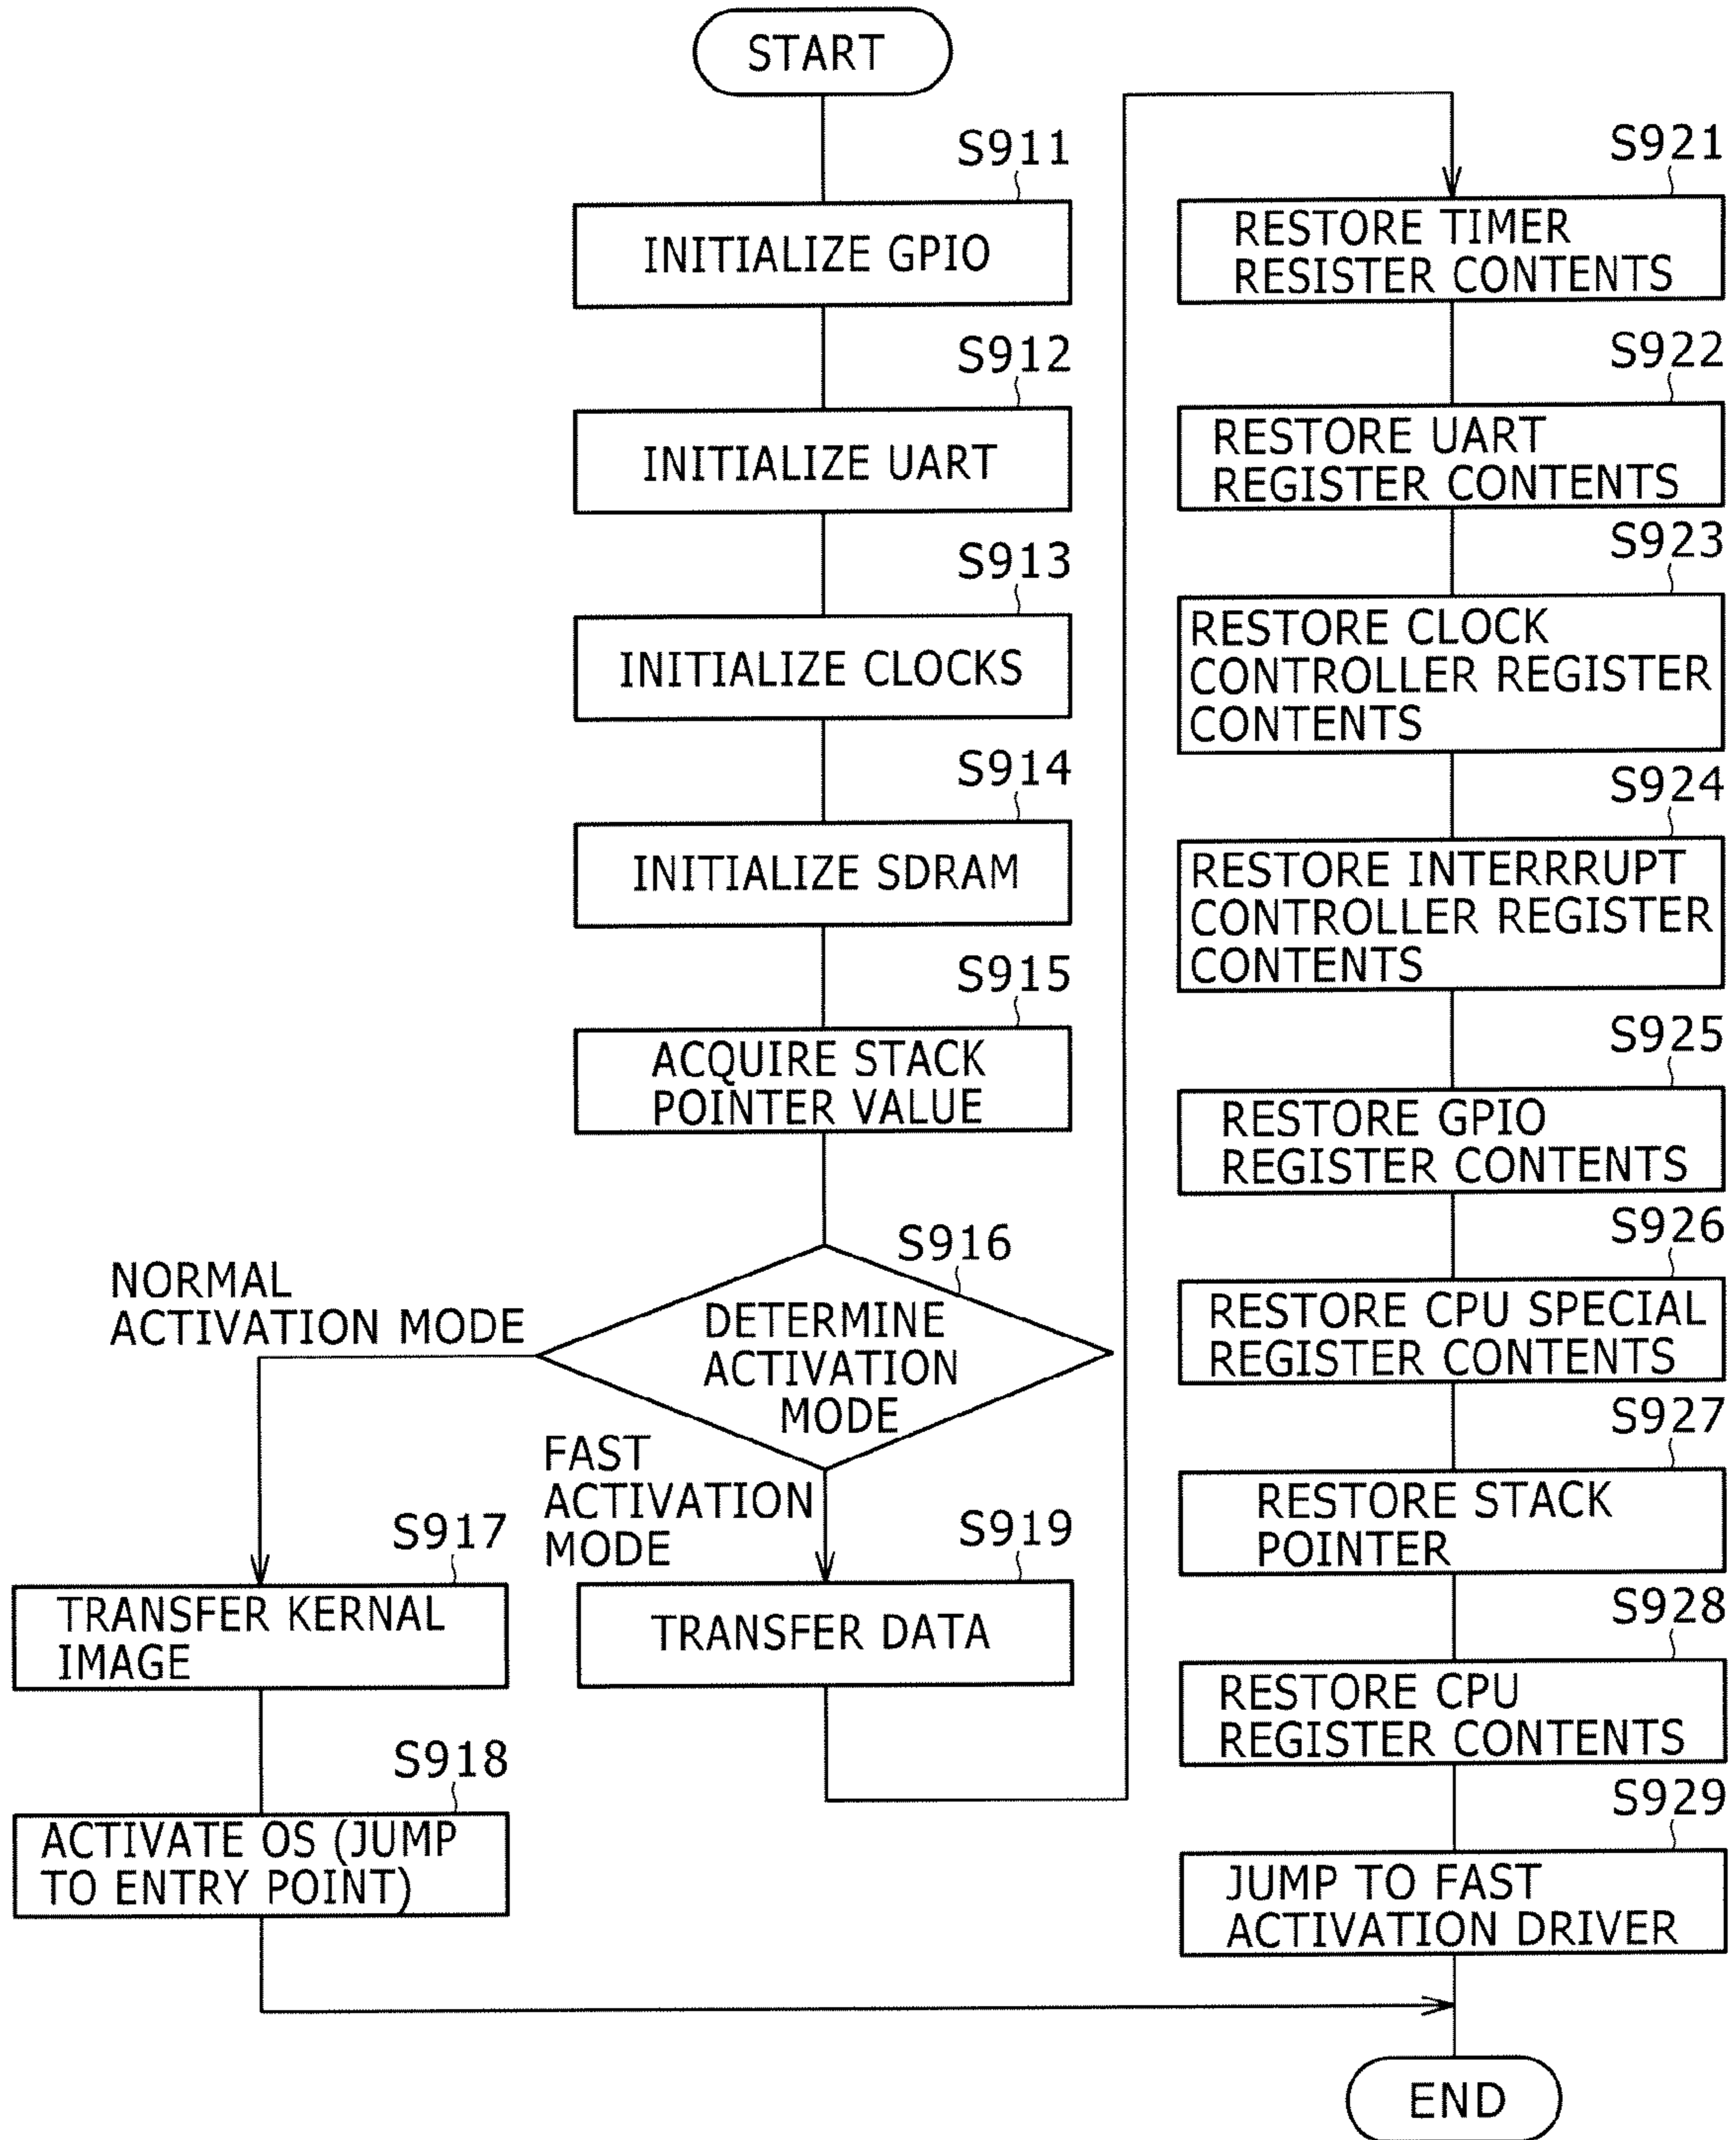 START
S911
INITIALIZE GPIO
S912
INITIALIZE UART
S913
INITIALIZE CLOCKS
S914
INITIALIZE SDRAM
S915
ACQUIRE STACK
POINTER VALUE
S916
DETERMINE
ACTIVATION
MODE
NORMAL
ACTIVATION MODE
FAST
ACTIVATION
MODE
S917
TRANSFER KERNAL
IMAGE
S918
ACTIVATE OS (JUMP
TO ENTRY POINT)
S919
TRANSFER DATA
S921
RESTORE TIMER
RESISTER CONTENTS
S922
RESTORE UART
REGISTER CONTENTS
S923
RESTORE CLOCK
CONTROLLER REGISTER
CONTENTS
S924
RESTORE INTERRRUPT
CONTROLLER REGISTER
CONTENTS
S925
RESTORE GPIO
REGISTER CONTENTS
S926
RESTORE CPU SPECIAL
REGISTER CONTENTS
S927
RESTORE STACK
POINTER
S928
RESTORE CPU
REGISTER CONTENTS
S929
JUMP TO FAST
ACTIVATION DRIVER
END